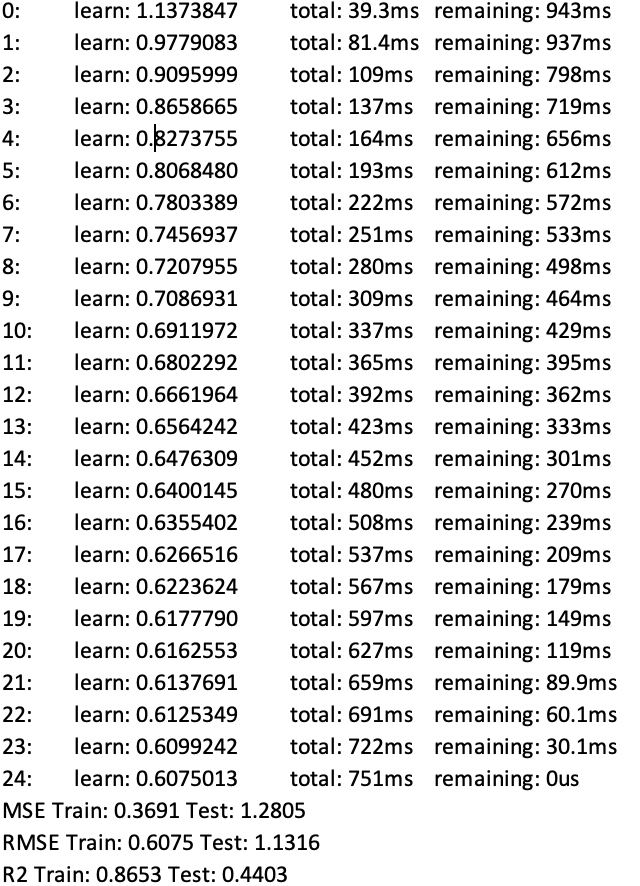 0: learn: 1.1373847 total: 39.3ms remaining: 943ms
1: learn: 0.9779083 total: 81.4ms remaining: 937ms
2: learn: 0.9095999 total: 109ms remaining: 798ms
3: learn: 0.8658665 total: 137ms remaining: 719ms
4: learn: 0.8273755 total: 164ms remaining: 656ms
5: learn: 0.8068480 total: 193ms remaining: 612ms
6: learn: 0.7803389 total: 222ms remaining: 572ms
7: learn: 0.7456937 total: 251ms remaining: 533ms
8: learn: 0.7207955 total: 280ms remaining: 498ms
9: learn: 0.7086931 total: 309ms remaining: 464ms
10: learn: 0.6911972 total: 337ms remaining: 429ms
11: learn: 0.6802292 total: 365ms remaining: 395ms
12: learn: 0.6661964 total: 392ms remaining: 362ms
13: learn: 0.6564242 total: 423ms remaining: 333ms
14: learn: 0.6476309 total: 452ms remaining: 301ms
15: learn: 0.6400145 total: 480ms remaining: 270ms
16: learn: 0.6355402 total: 508ms remaining: 239ms
17: learn: 0.6266516 total: 537ms remaining: 209ms
18: learn: 0.6223624 total: 567ms remaining: 179ms
19: learn: 0.6177790 total: 597ms remaining: 149ms
20: learn: 0.6162553 total: 627ms remaining: 119ms
21: learn: 0.6137691 total: 659ms remaining: 89.9ms
22: learn: 0.6125349 total: 691ms remaining: 60.1ms
23: learn: 0.6099242 total: 722ms remaining: 30.1ms
24: learn: 0.6075013 total: 751ms remaining: 0us
MSE Train: 0.3691 Test: 1.2805
RMSE Train: 0.6075 Test: 1.1316
R2 Train: 0.8653 Test: 0.4403